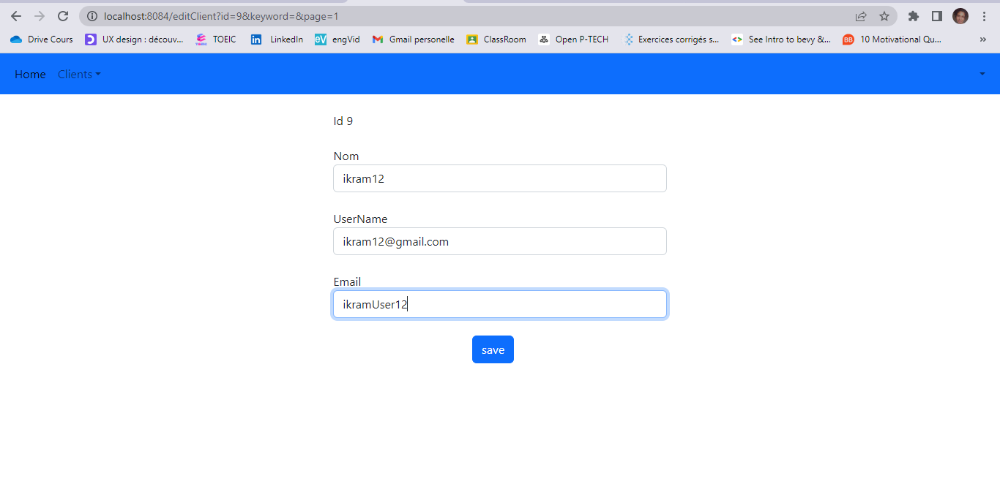 localhost:8084/editClient?id=9&keyword=&page=1
Drive Cours UX design : découv... TOEIC LinkedIn eV engVid Gmail personelle ClassRoom Open P-TECH Exercices corrigés s... See Intro to bevy &... BB 10 Motivational Qu... »
Home Clients
Id 9
Nom
ikram12
UserName
ikram12@gmail.com
Email
ikramUser12
save